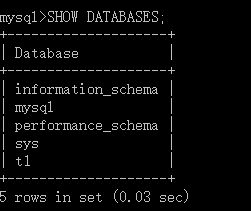 mysql>SHOW DATABASES;
+--------------------+
| Database           |
+--------------------+
| information_schema |
| mysql              |
| performance_schema |
| sys                |
| t1                 |
+--------------------+
5 rows in set (0.03 sec)